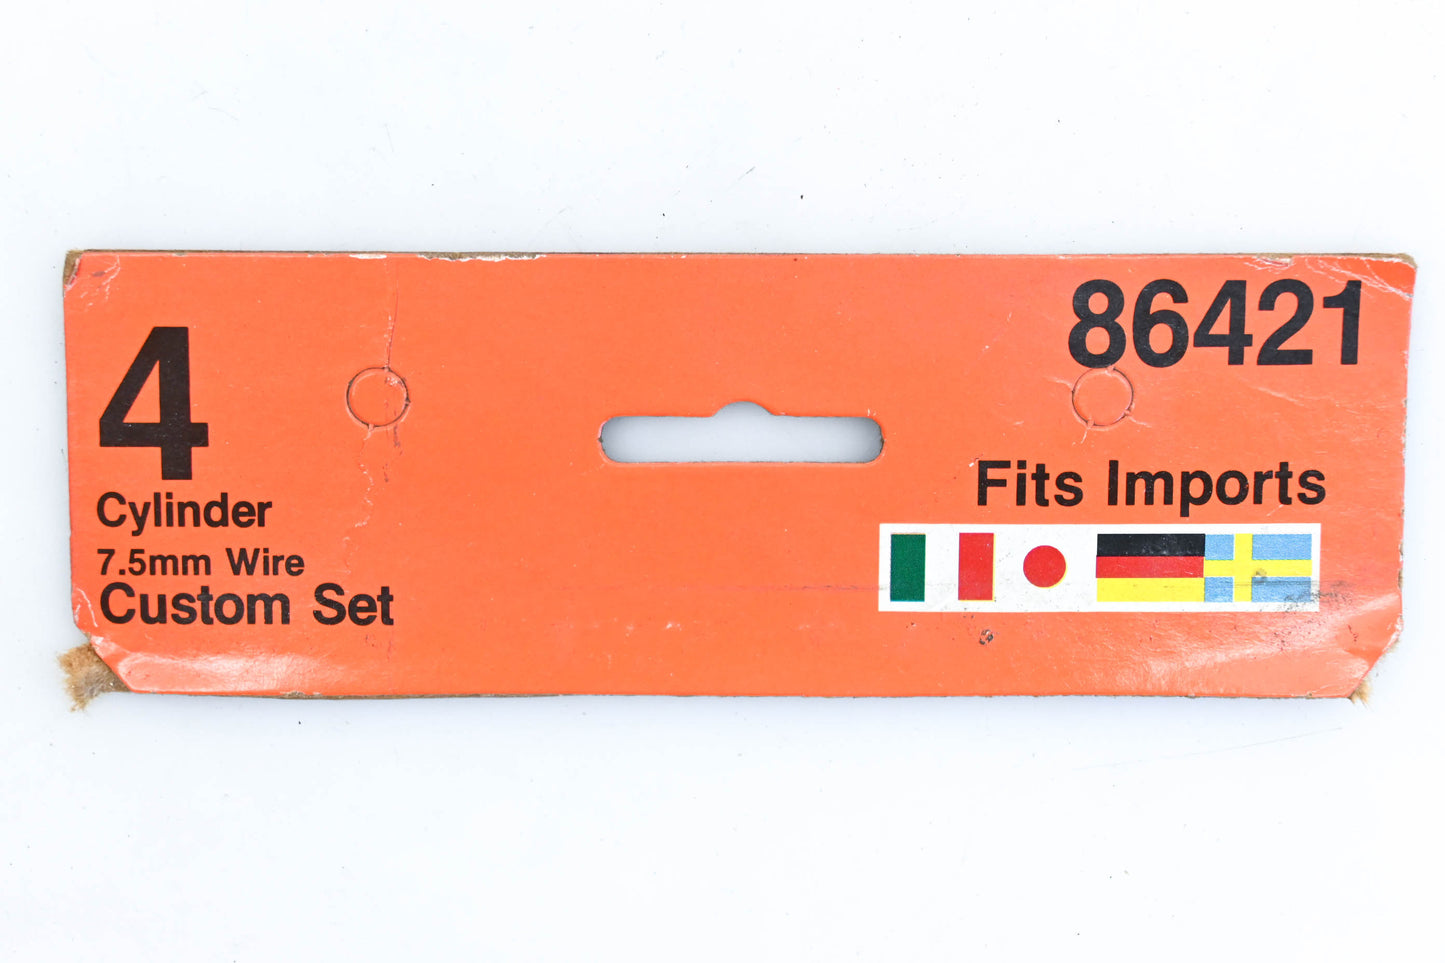 4
Cylinder
7.5mm Wire
Custom Set
86421
Fits Imports